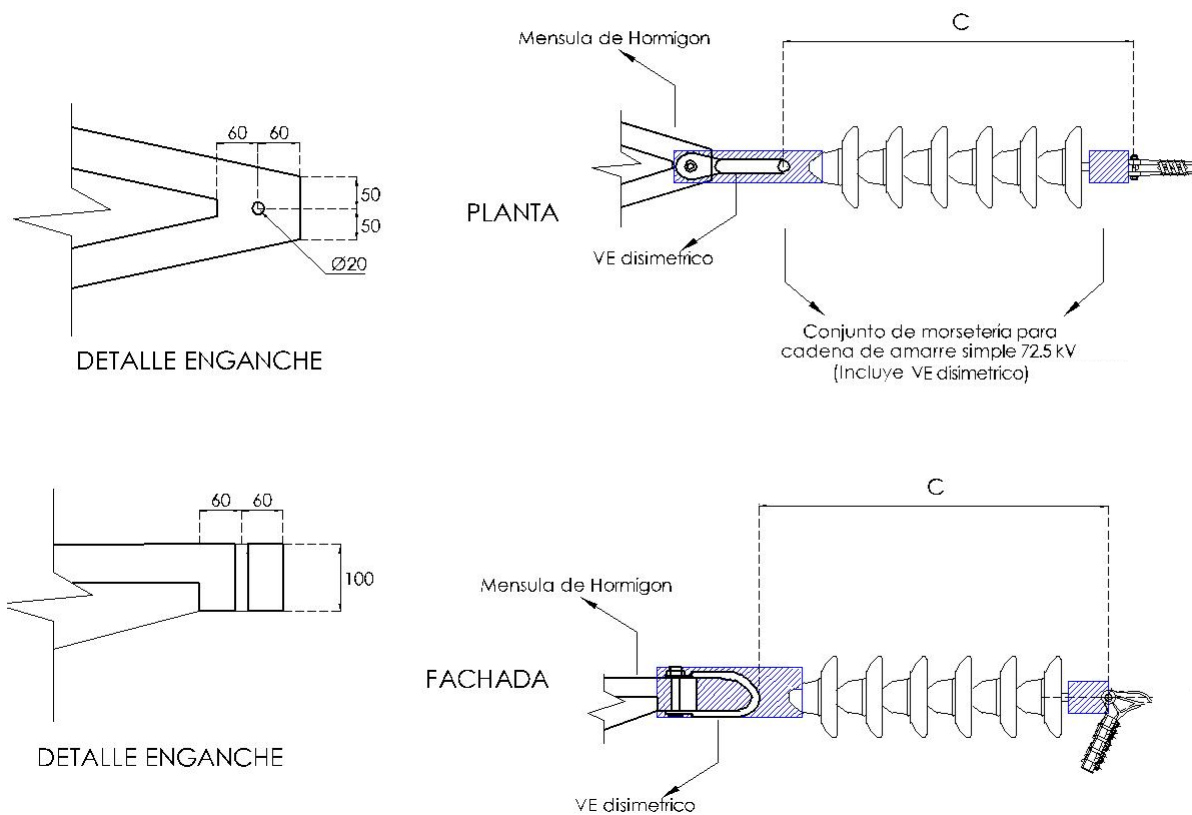 C
Mensula de Hormigon
60 60
50
50
Ø20
PLANTA
VE disimetrico
DETALLE ENGANCHE
Conjunto de morsetería para
cadena de amarre simple 72.5 kV
(Incluye VE disimetrico)
C
60 60
100
Mensula de Hormigon
FACHADA
DETALLE ENGANCHE
VE disimetrico